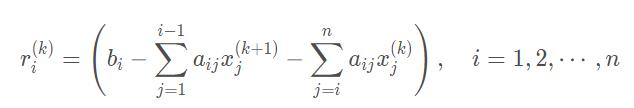 $r_i^{(k)} = \left( b_i - \sum_{j=1}^{i-1} a_{ij} x_j^{(k+1)} - \sum_{j=i}^{n} a_{ij} x_j^{(k)} \right), \quad i = 1, 2, \cdots, n$